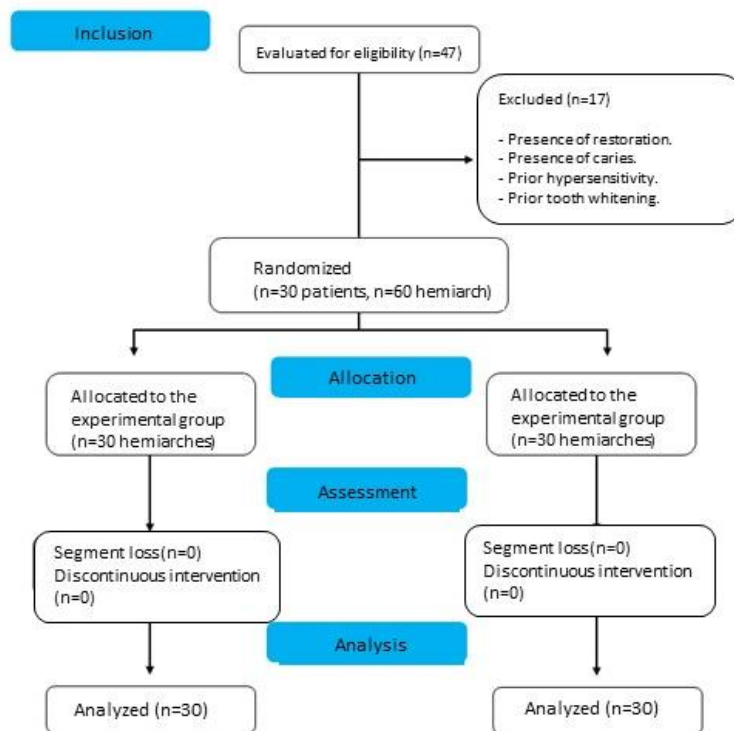 Inclusion
Evaluated for eligibility (n=47)
Excluded (n=17)
- Presence of restoration.
- Presence of caries.
- Prior hypersensitivity.
- Prior tooth whitening.
Randomized
(n=30 patients, n=60 hemiarch)
Allocation
Allocated to the
experimental group
(n=30 hemiarches)
Allocated to the
experimental group
(n=30 hemiarches)
Assessment
Segment loss(n=0)
Discontinuous intervention
(n=0)
Segment loss(n=0)
Discontinuous intervention
(n=0)
Analysis
Analyzed (n=30)
Analyzed (n=30)